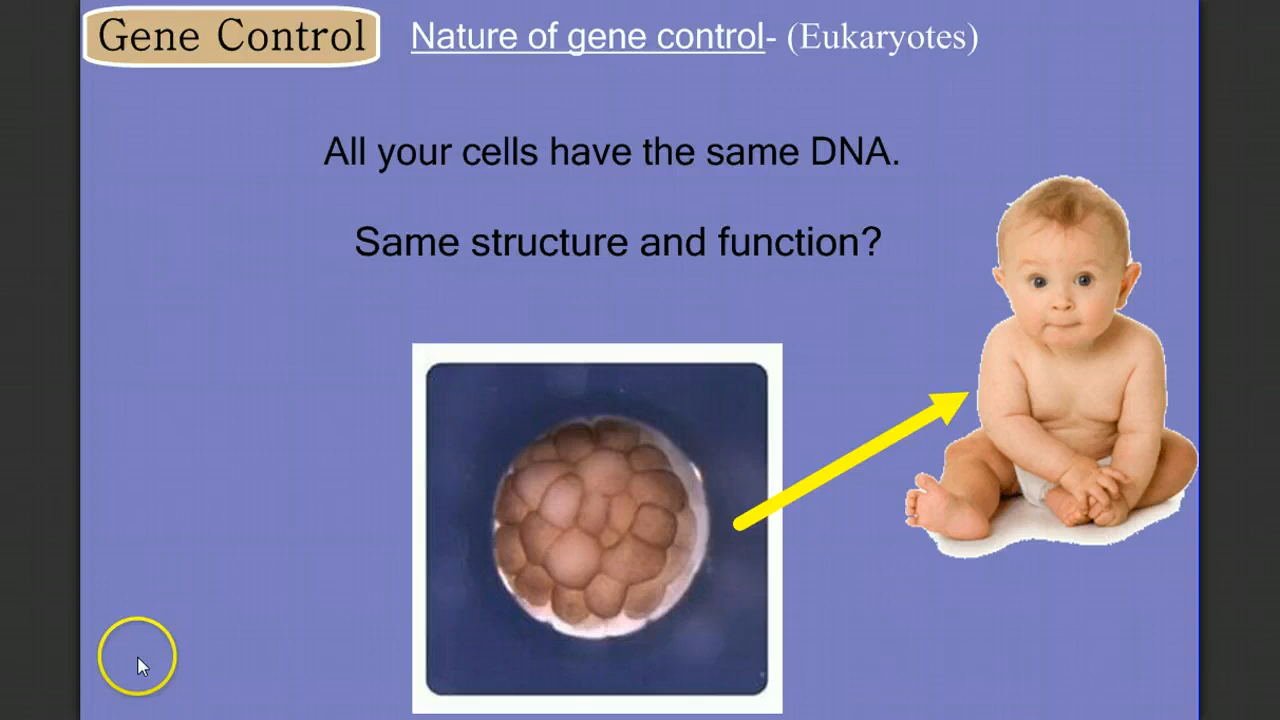 Gene Control
Nature of gene control- (Eukaryotes)
All your cells have the same DNA.
Same structure and function?